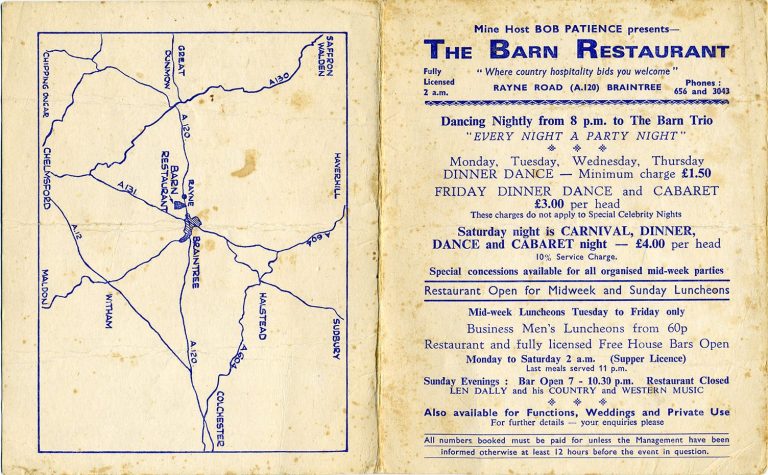 SAFFRON
WALDEN
GREAT
DUNMOW
CHIPPING ONGAR
A130
A.120
HAVERHILL
CHELMSFORD
A131
RAYNE
BARN
RESTAURANT
BRAINTREE
A604
A.12
MALDON
WITHAM
HALSTEAD
SUDBURY
A.120
A604
COLCHESTER
Mine Host BOB PATIENCE presents—
THE BARN RESTAURANT
Fully
Licensed
2 a.m.
"Where country hospitality bids you welcome"
RAYNE ROAD (A.120) BRAINTREE
Phones :
656 and 3043
Dancing Nightly from 8 p.m. to The Barn Trio
"EVERY NIGHT A PARTY NIGHT"
Monday, Tuesday, Wednesday, Thursday
DINNER DANCE — Minimum charge £1.50
FRIDAY DINNER DANCE and CABARET
£3.00 per head
These charges do not apply to Special Celebrity Nights
Saturday night is CARNIVAL, DINNER,
DANCE and CABARET night — £4.00 per head
10% Service Charge.
Special concessions available for all organised mid-week parties
Restaurant Open for Midweek and Sunday Luncheons
Mid-week Luncheons Tuesday to Friday only
Business Men's Luncheons from 60p
Restaurant and fully licensed Free House Bars Open
Monday to Saturday 2 a.m. (Supper Licence)
Last meals served 11 p.m.
Sunday Evenings : Bar Open 7 - 10.30 p.m. Restaurant Closed
LEN DALLY and his COUNTRY and WESTERN MUSIC
Also available for Functions, Weddings and Private Use
For further details — your enquiries please
All numbers booked must be paid for unless the Management have been
informed otherwise at least 12 hours before the event in question.